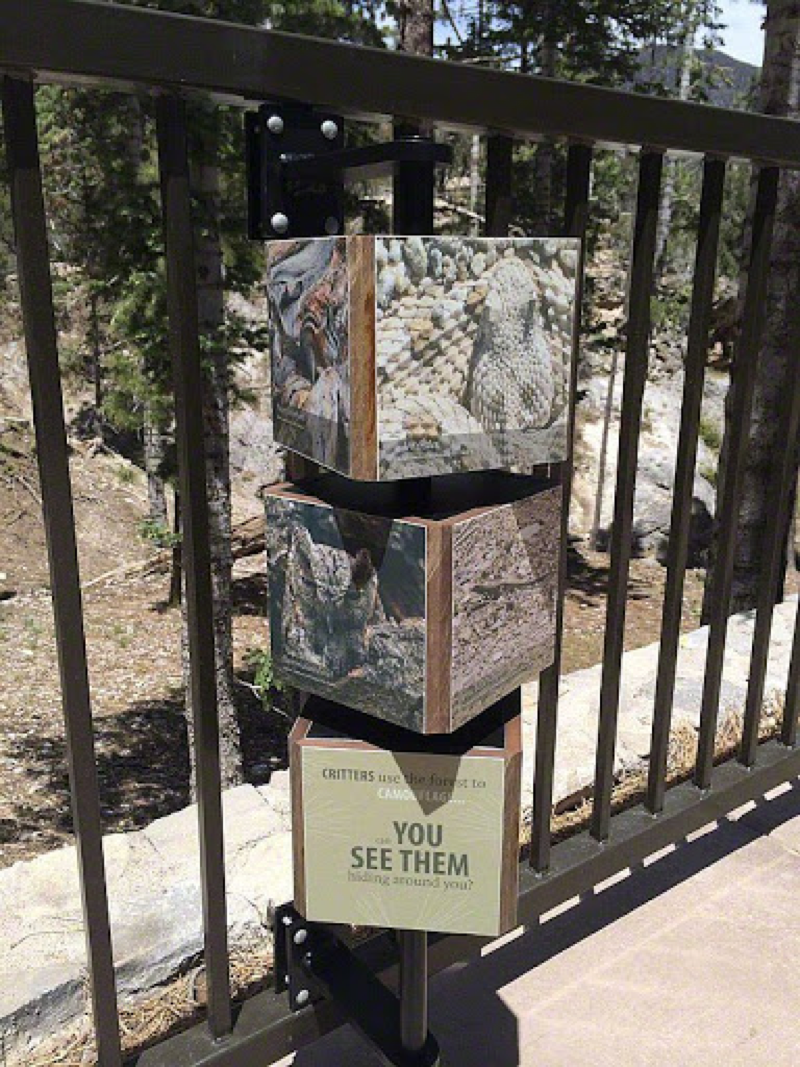 CRITTERS use the forest to
CAMOUFLAGE...
can YOU
SEE THEM
hiding around you?